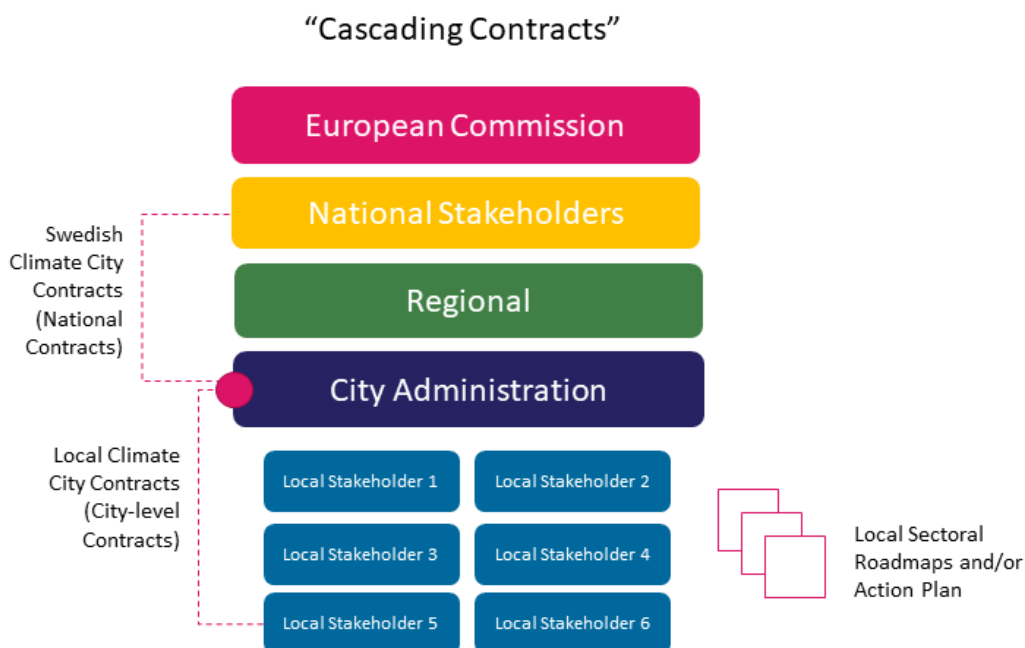 “Cascading Contracts”
European Commission
National Stakeholders
Swedish
Climate City
Contracts
(National
Contracts)
Regional
City Administration
Local Climate
City Contracts
(City-level
Contracts)
Local Stakeholder 1
Local Stakeholder 2
Local Stakeholder 3
Local Stakeholder 4
Local Stakeholder 5
Local Stakeholder 6
Local Sectoral
Roadmaps and/or
Action Plan